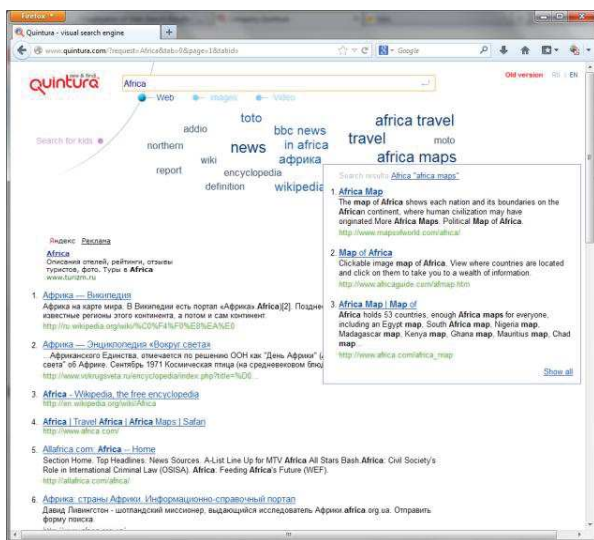 Firefox
Quintura - visual search engine
www.quintura.com/?request=Africa&tab=0&page=1&tabid=
Google
see & find
quintura
Africa
Old version RU | EN
Web Images Video
Search for kids
toto
addio
bbc news
africa travel
travel
moto
northern
news
in africa
африка
africa maps
wiki
report
encyclopedia
definition
wikipedia
Search results Africa "africa maps"
1. Africa Map
The map of Africa shows each nation and its boundaries on the
African continent, where human civilization may have
originated.More Africa Maps. Political Map of Africa.
http://www.mapsofworld.com/africa/
2. Map of Africa
Clickable image map of Africa. View where countries are located
and click on them to take you to a wealth of information.
http://www.africaguide.com/afmap.htm
3. Africa Map | Map of
Africa holds 53 countries, enough Africa maps for everyone,
including an Egypt map, South Africa map, Nigeria map,
Madagascar map, Kenya map, Ghana map, Mauritius map, Chad
map...
http://www.africa.com/africa_map
Show all
Яндекс Реклама
Africa
Описания отелей, рейтинги, отзывы
туристов, фото. Туры в Africa
www.turizm.ru
1. Африка — Википедия
Африка на карте мира. В Википедии есть портал «Африка» Africa)[2]. Позднее
известные регионы этого континента, а потом и сам континент.
http://ru.wikipedia.org/wiki/%C0%F4%F0%E8%EA%E0
2. Африка — Энциклопедия «Вокруг света»
...Африканского Единства, отмечается по решению ООН как "День Африки"
света" об Африке. Сентябрь 1971 Космическая птица (на средневековом
http://www.vokrugsveta.ru/encyclopedia/index.php?title=%D0...
3. Africa - Wikipedia, the free encyclopedia
http://en.wikipedia.org/wiki/Africa
4. Africa | Travel Africa | Africa Maps | Safari
http://www.africa.com/
5. Allafrica.com: Africa -- Home
Section Home. Top Headlines. News Sources. A-List Line Up for MTV Africa All Stars Bash.Africa: Civil Society's
Role in International Criminal Law (OSISA). Africa: Feeding Africa's Future (WEF).
http://allafrica.com/africa/
6. Африка: страны Африки. Информационно-справочный портал
Давид Ливингстон - шотландский миссионер, выдающийся исследователь Африки.africa.org.ua. Отправить
форму поиска.